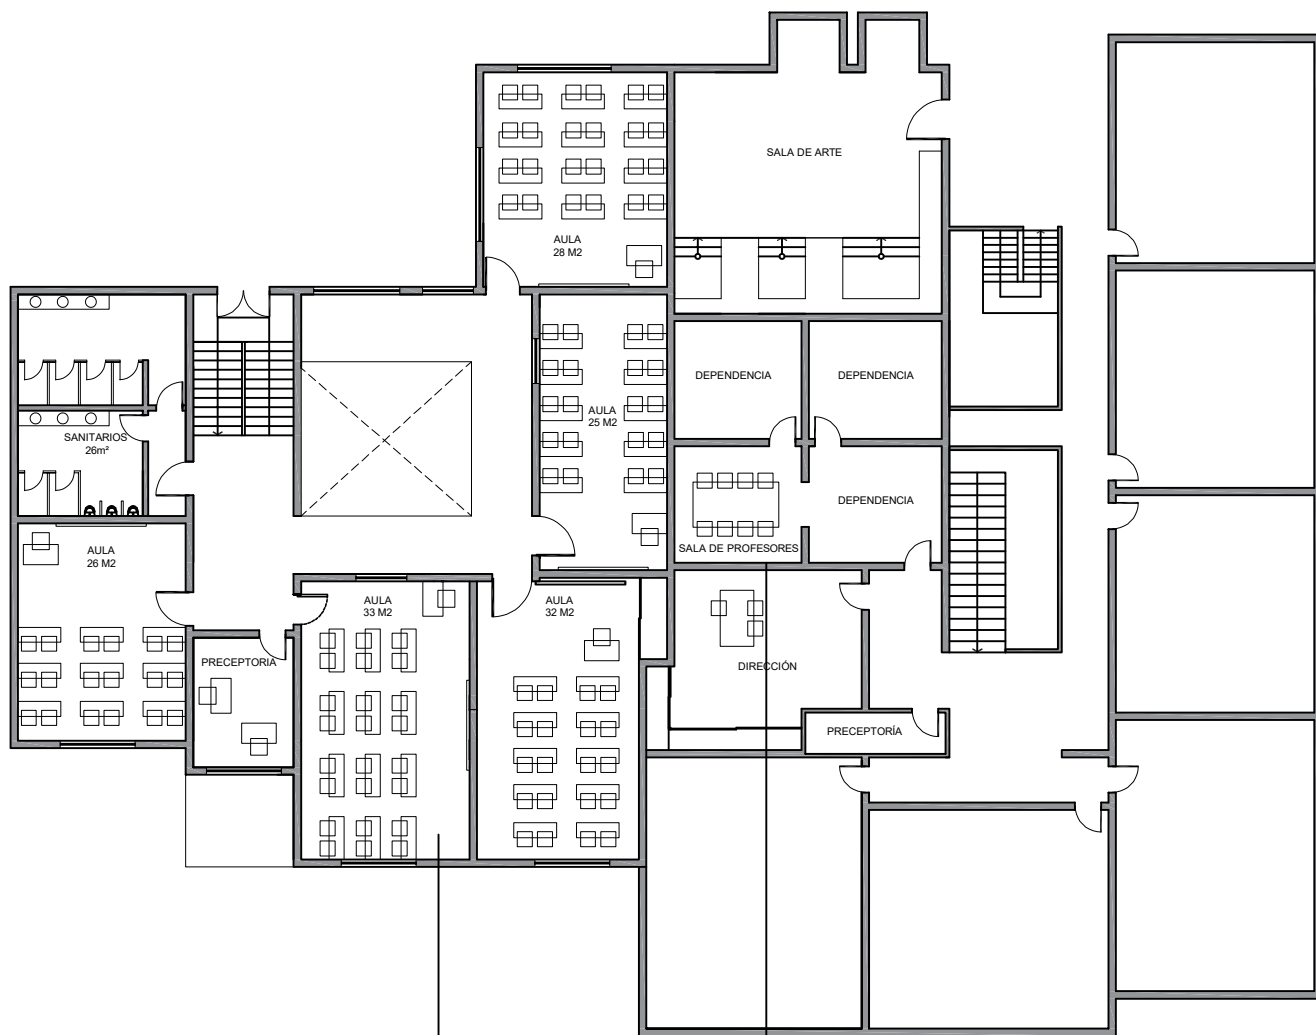 SALA DE ARTE
AULA
28 M2
DEPENDENCIA
DEPENDENCIA
AULA
25 M2
SANITARIOS
26m²
DEPENDENCIA
SALA DE PROFESORES
AULA
26 M2
AULA
33 M2
AULA
32 M2
PRECEPTORIA
DIRECCIÓN
PRECEPTORÍA